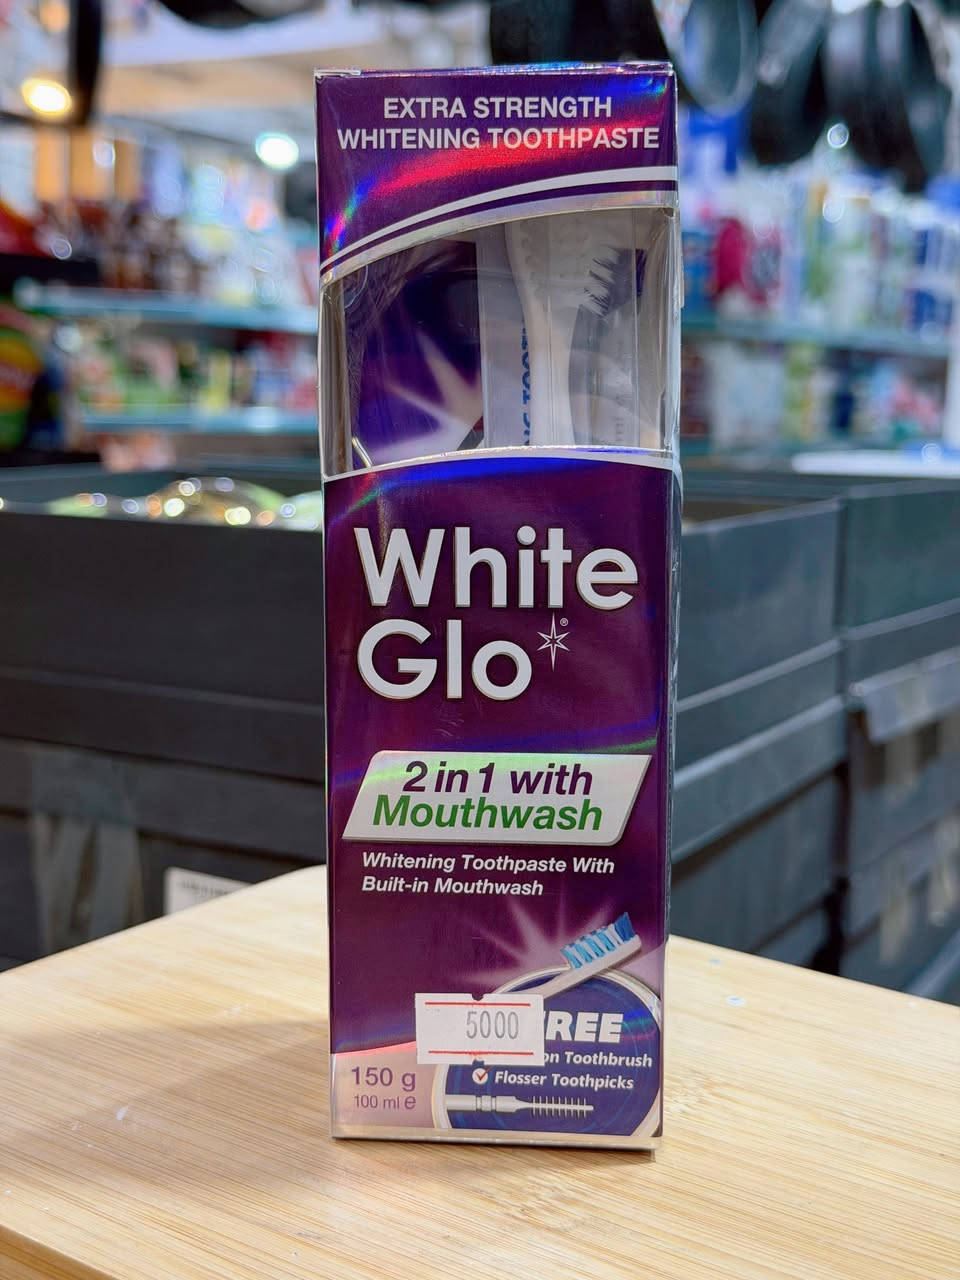 EXTRA STRENGTH
WHITENING TOOTHPASTE
White
Glo®
2 in 1 with
Mouthwash
Whitening Toothpaste With
Built-in Mouthwash
5000
Toothbrush
Flosser Toothpicks
150 g
100 ml e